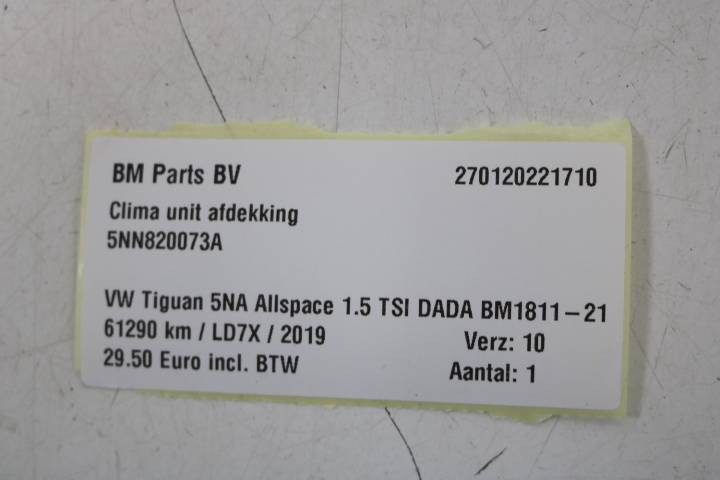 BM Parts BV 270120221710
Clima unit afdekking
5NN820073A
VW Tiguan 5NA Allspace 1.5 TSI DADA BM1811-21
61290 km / LD7X / 2019 Verz: 10
29.50 Euro incl. BTW Aantal: 1